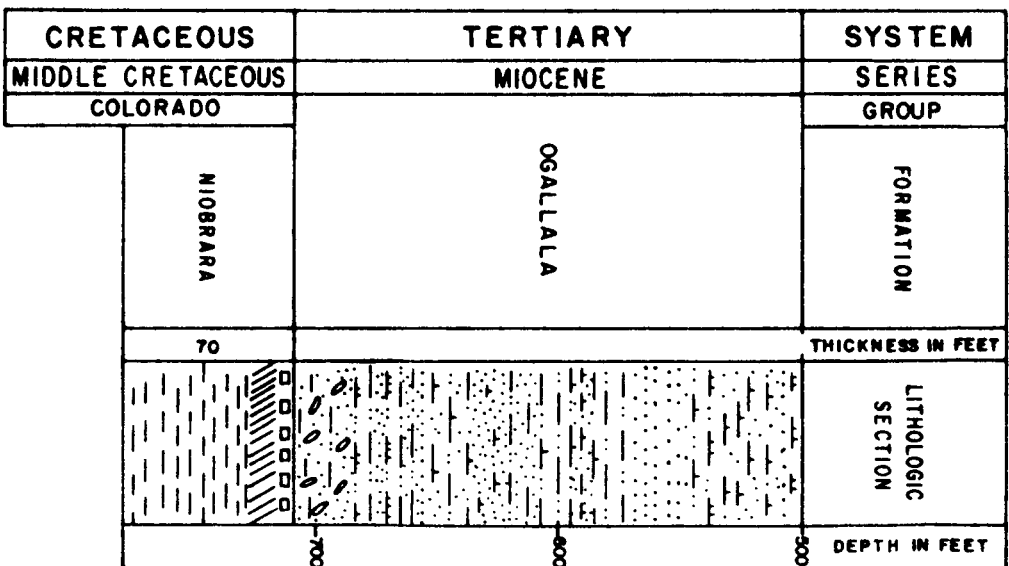 CRETACEOUS TERTIARY SYSTEM
MIDDLE CRETACEOUS MIOCENE SERIES
COLORADO GROUP
NIOBRARA OGALLALA FORMATION
70 THICKNESS IN FEET
LITHOLOGIC
SECTION
700 600 500 DEPTH IN FEET